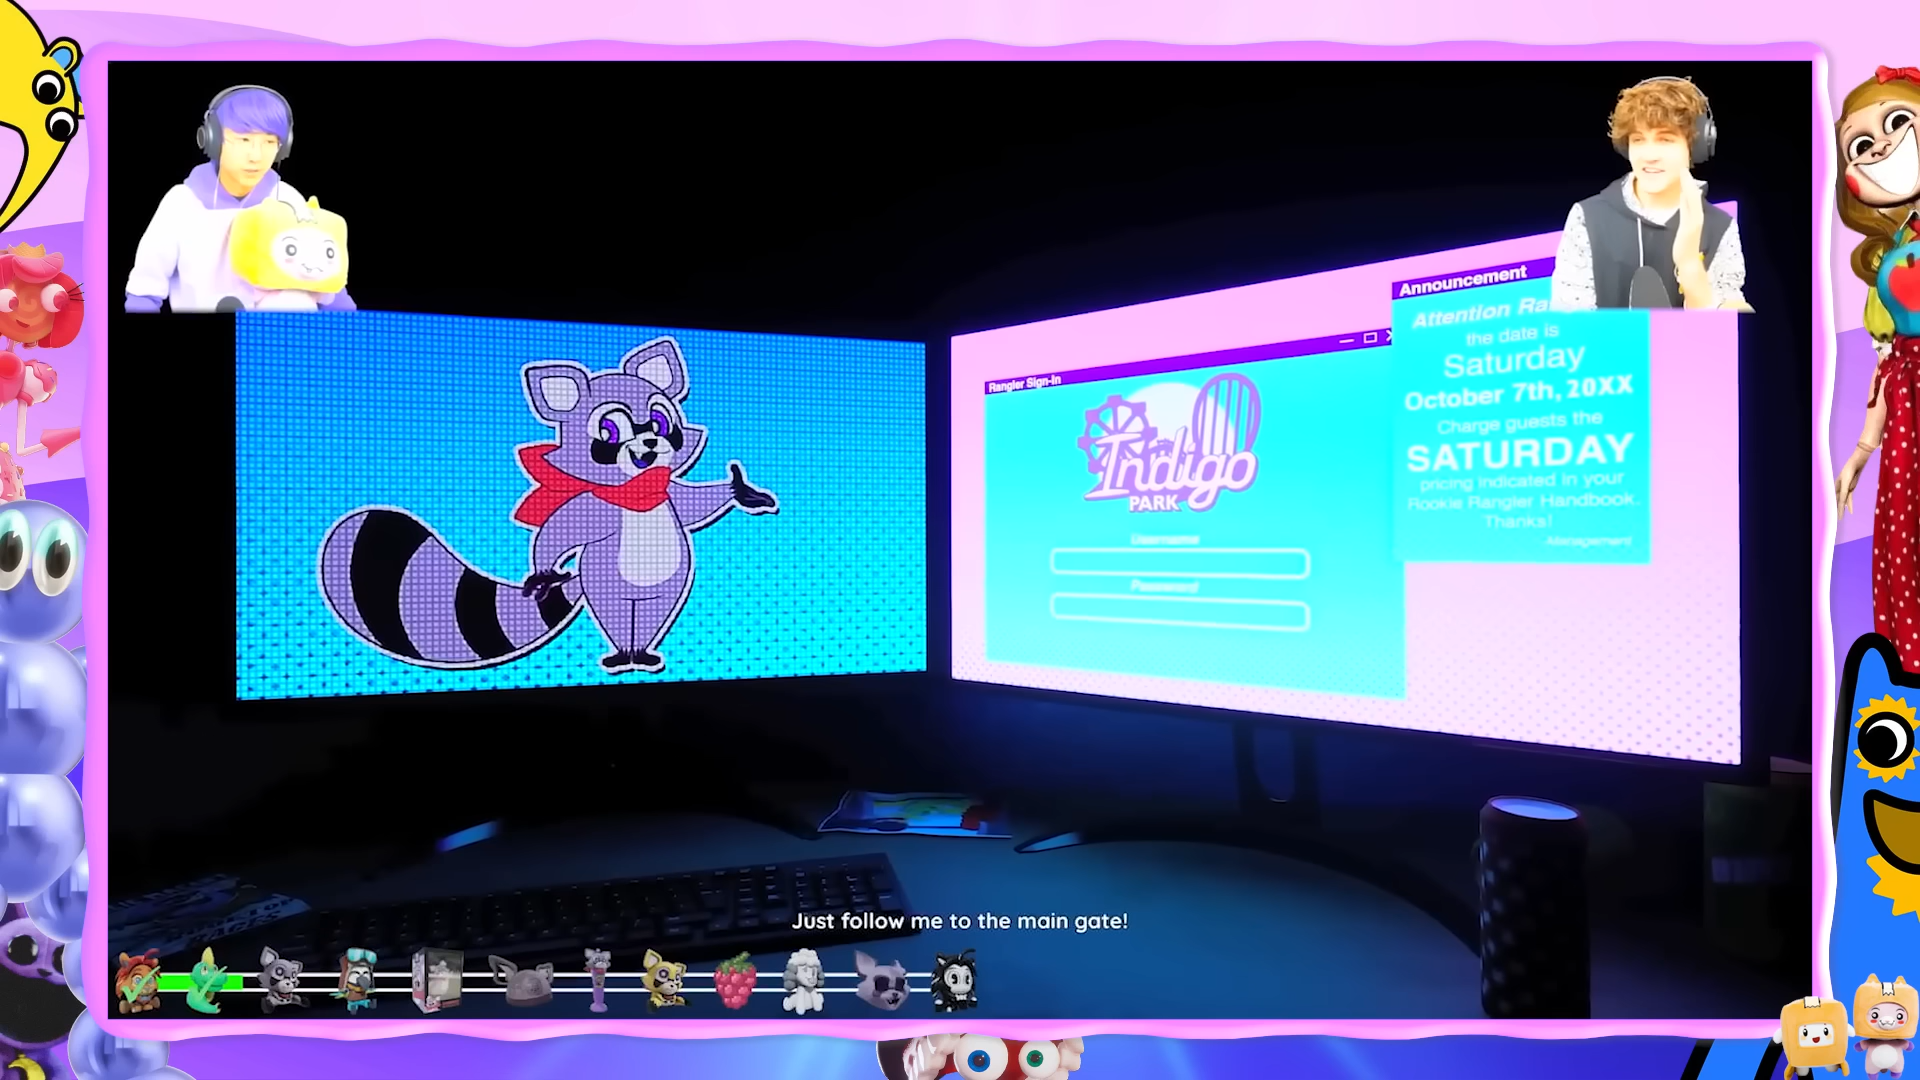 Announcement
Attention Ra
the date is
Saturday
October 7th, 20XX
Charge guests the
SATURDAY
pricing indicated in your
Rookie Rangler Handbook.
Thanks!
-Management
Rangler Sign-In
Indigo
PARK
Username
Password
Just follow me to the main gate!